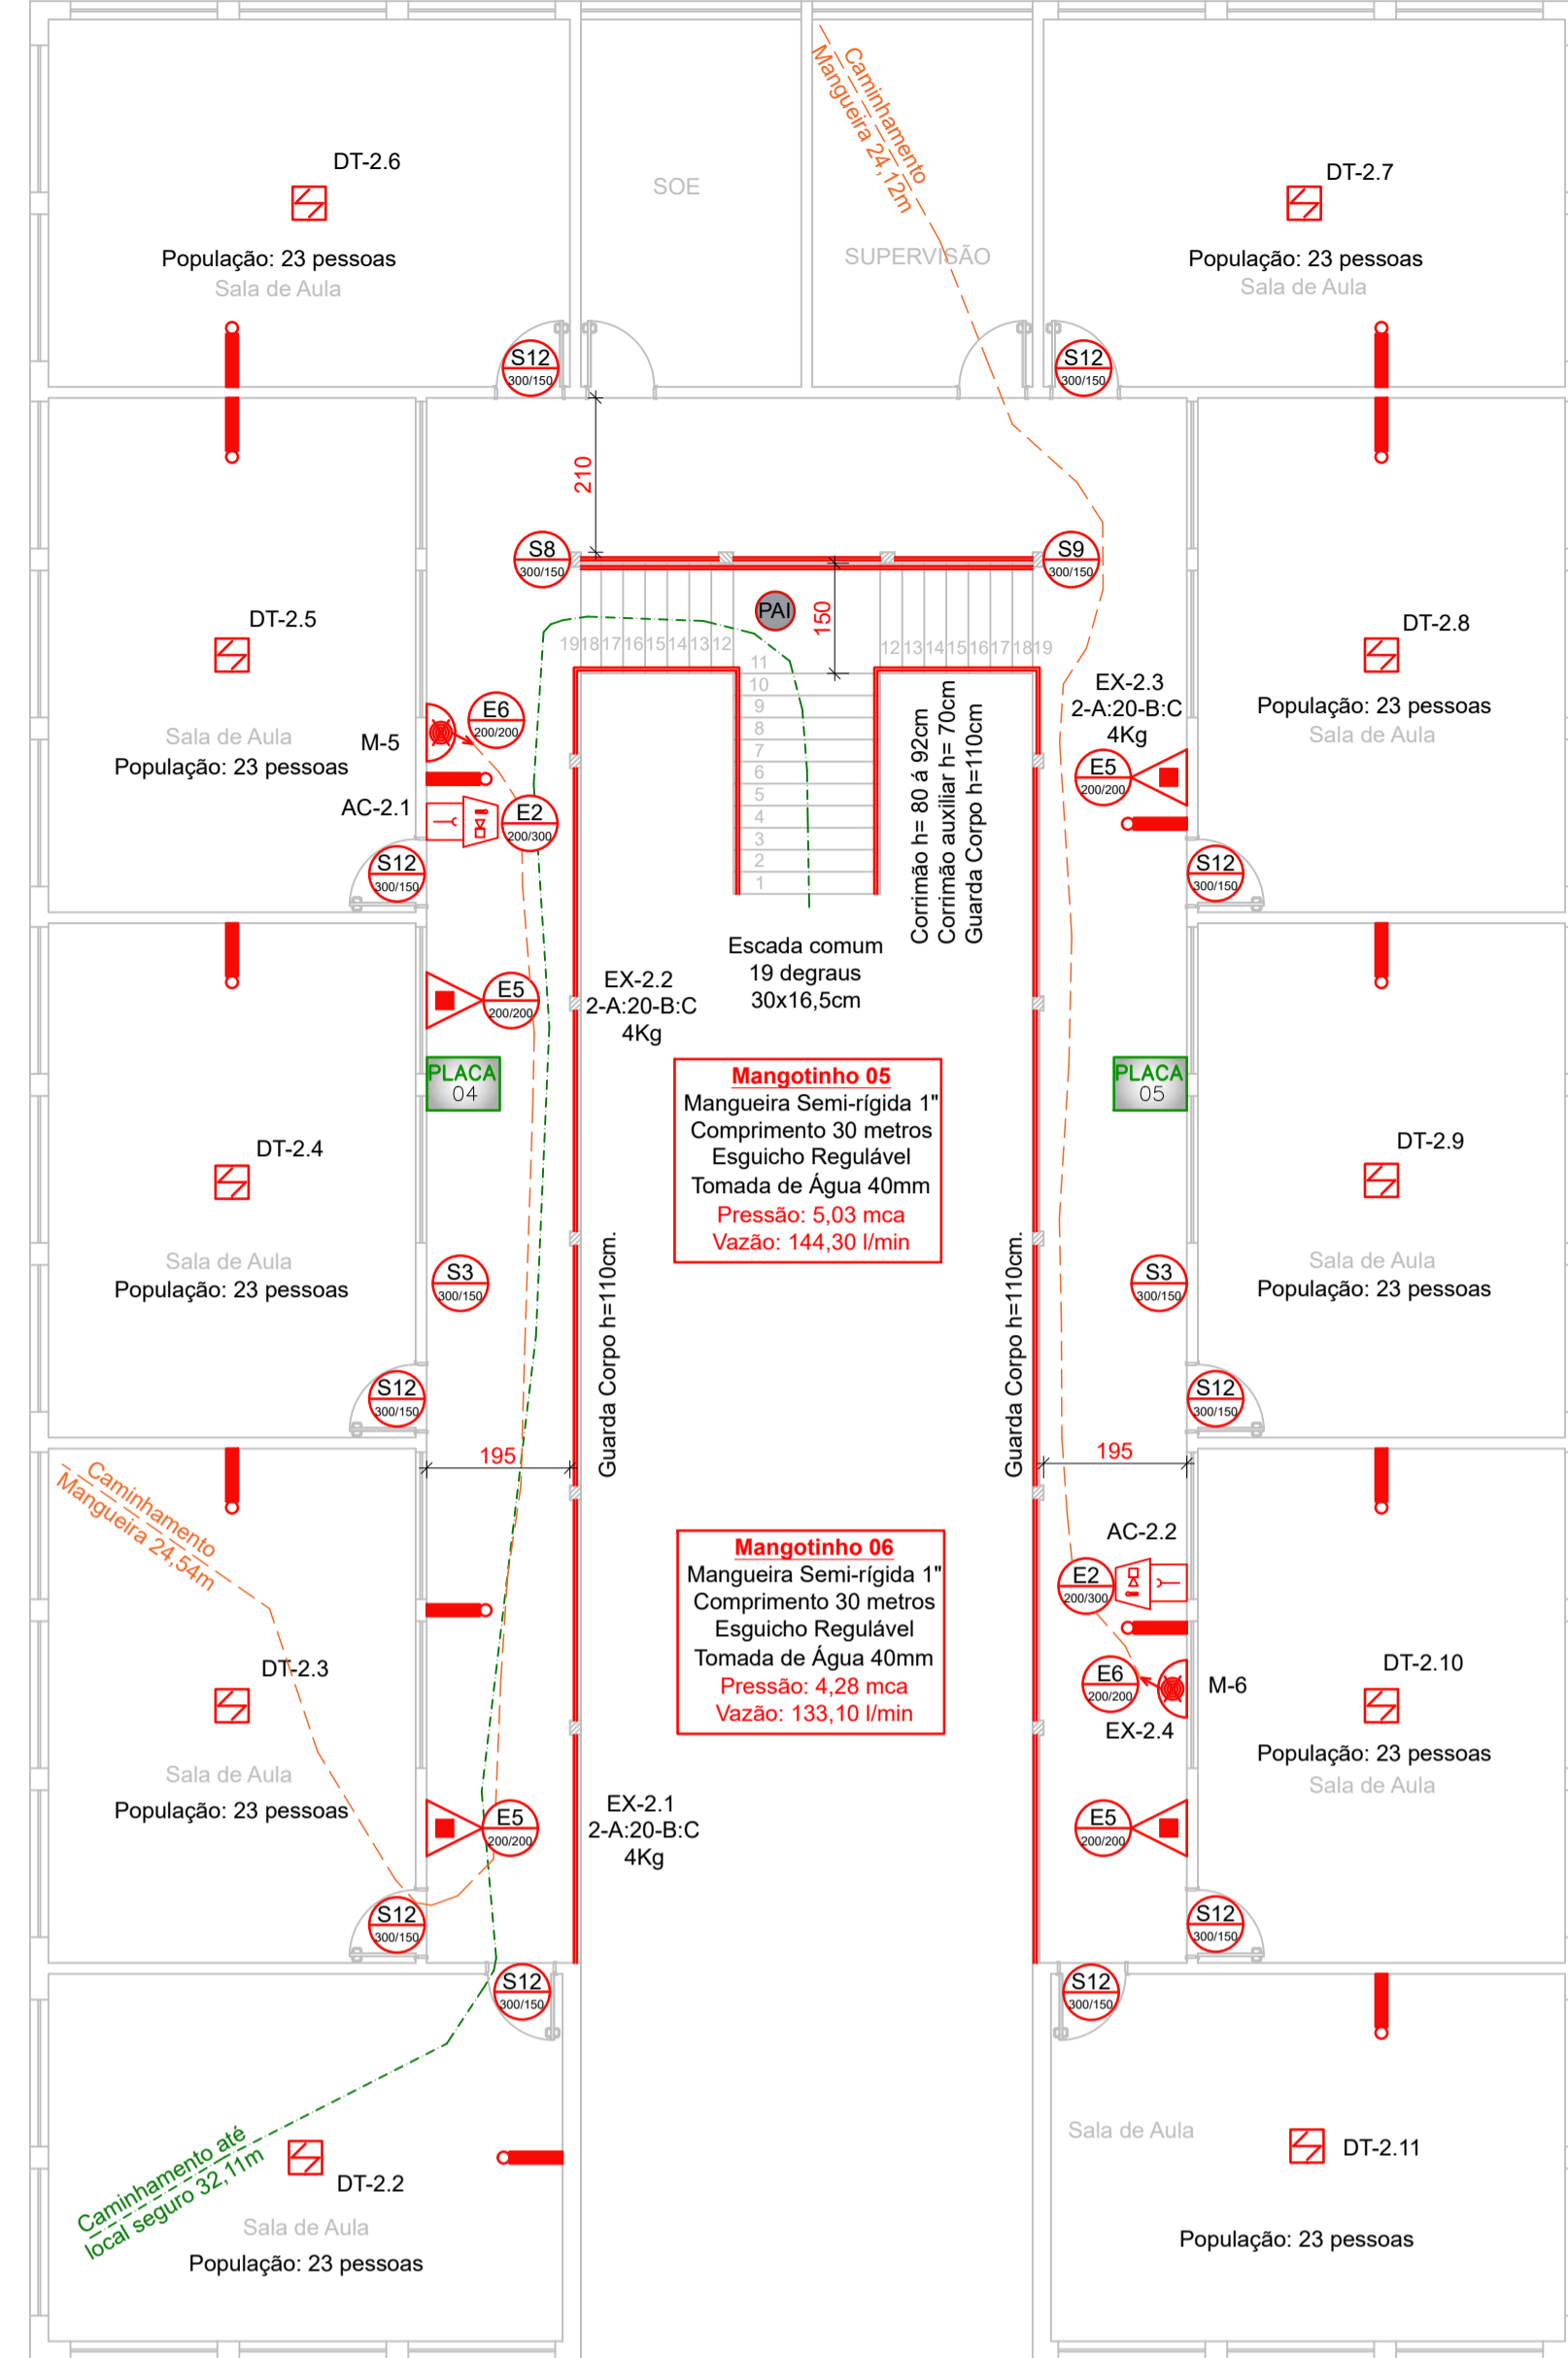 Caminhamento
Mangueira 24,12m
DT-2.6
População: 23 pessoas
Sala de Aula
SOE
SUPERVISÃO
DT-2.7
População: 23 pessoas
Sala de Aula
S12
300/150
S12
300/150
210
S8
300/150
S9
300/150
PAI
150
19 18 17 16 15 14 13 12
12 13 14 15 16 17 18 19
11
10
9
8
7
6
5
4
3
2
1
DT-2.5
Sala de Aula
População: 23 pessoas
M-5
E6
200/200
AC-2.1
E2
200/300
S12
300/150
DT-2.8
População: 23 pessoas
Sala de Aula
EX-2.3
2-A:20-B:C
4Kg
E5
200/200
S12
300/150
Corrimão h= 80 á 92cm
Corrimão auxiliar h= 70cm
Guarda Corpo h=110cm
Escada comum
19 degraus
30x16,5cm
E5
200/200
EX-2.2
2-A:20-B:C
4Kg
PLACA
04
PLACA
05
Mangotinho 05
Mangueira Semi-rígida 1"
Comprimento 30 metros
Esguicho Regulável
Tomada de Água 40mm
Pressão: 5,03 mca
Vazão: 144,30 l/min
DT-2.4
Sala de Aula
População: 23 pessoas
S3
300/150
S12
300/150
DT-2.9
Sala de Aula
População: 23 pessoas
S3
300/150
S12
300/150
Guarda Corpo h=110cm.
Guarda Corpo h=110cm.
195
195
Caminhamento
Mangueira 24,54m
Mangotinho 06
Mangueira Semi-rígida 1"
Comprimento 30 metros
Esguicho Regulável
Tomada de Água 40mm
Pressão: 4,28 mca
Vazão: 133,10 l/min
AC-2.2
E2
200/300
E6
200/200
M-6
EX-2.4
DT-2.3
Sala de Aula
População: 23 pessoas
DT-2.10
População: 23 pessoas
Sala de Aula
E5
200/200
EX-2.1
2-A:20-B:C
4Kg
E5
200/200
S12
300/150
S12
300/150
S12
300/150
S12
300/150
Caminhamento até
local seguro 32,11m
DT-2.2
Sala de Aula
População: 23 pessoas
Sala de Aula
DT-2.11
População: 23 pessoas